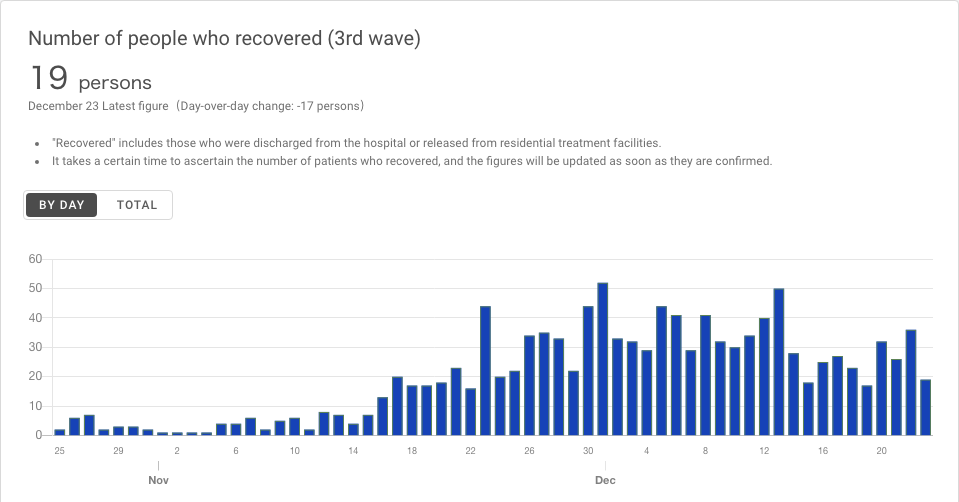 Number of people who recovered (3rd wave)
19 persons
December 23 Latest figure (Day-over-day change: -17 persons)
• "Recovered" includes those who were discharged from the hospital or released from residential treatment facilities.
• It takes a certain time to ascertain the number of patients who recovered, and the figures will be updated as soon as they are confirmed.
BY DAY TOTAL
60
50
40
30
20
10
0
25 29 2 6 10 14 18 22 26 30 4 8 12 16 20
Nov Dec